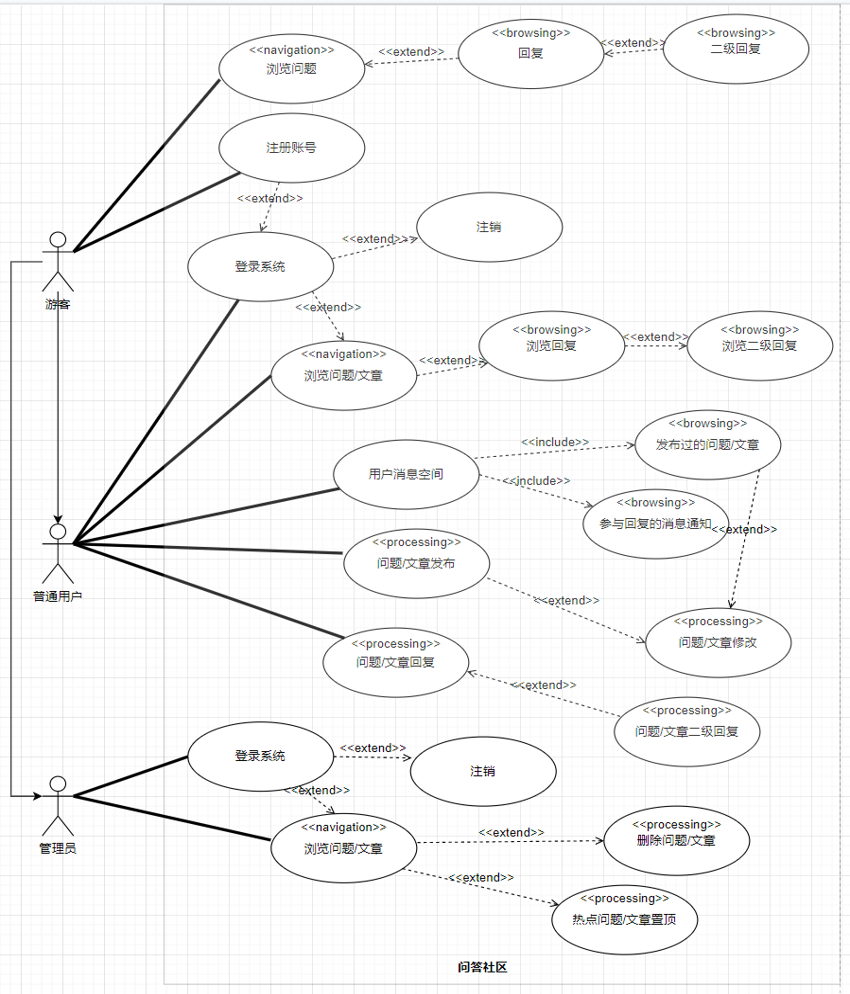 <<navigation>>
浏览问题
<<extend>>
<<browsing>>
回复
<<extend>>
<<browsing>>
二级回复
注册账号
<<extend>>
登录系统
<<extend>>
注销
<<extend>>
<<navigation>>
浏览问题/文章
<<extend>>
<<browsing>>
浏览回复
<<extend>>
<<browsing>>
浏览二级回复
游客
用户消息空间
<<include>>
<<browsing>>
发布过的问题/文章
<<include>>
<<browsing>>
参与回复的消息通知
<<extend>>
<<processing>>
问题/文章发布
<<extend>>
<<processing>>
问题/文章修改
普通用户
<<processing>>
问题/文章回复
<<extend>>
<<processing>>
问题/文章二级回复
登录系统
<<extend>>
注销
<<extend>>
<<navigation>>
浏览问题/文章
<<extend>>
<<processing>>
删除问题/文章
管理员
<<extend>>
<<processing>>
热点问题/文章置顶
问答社区